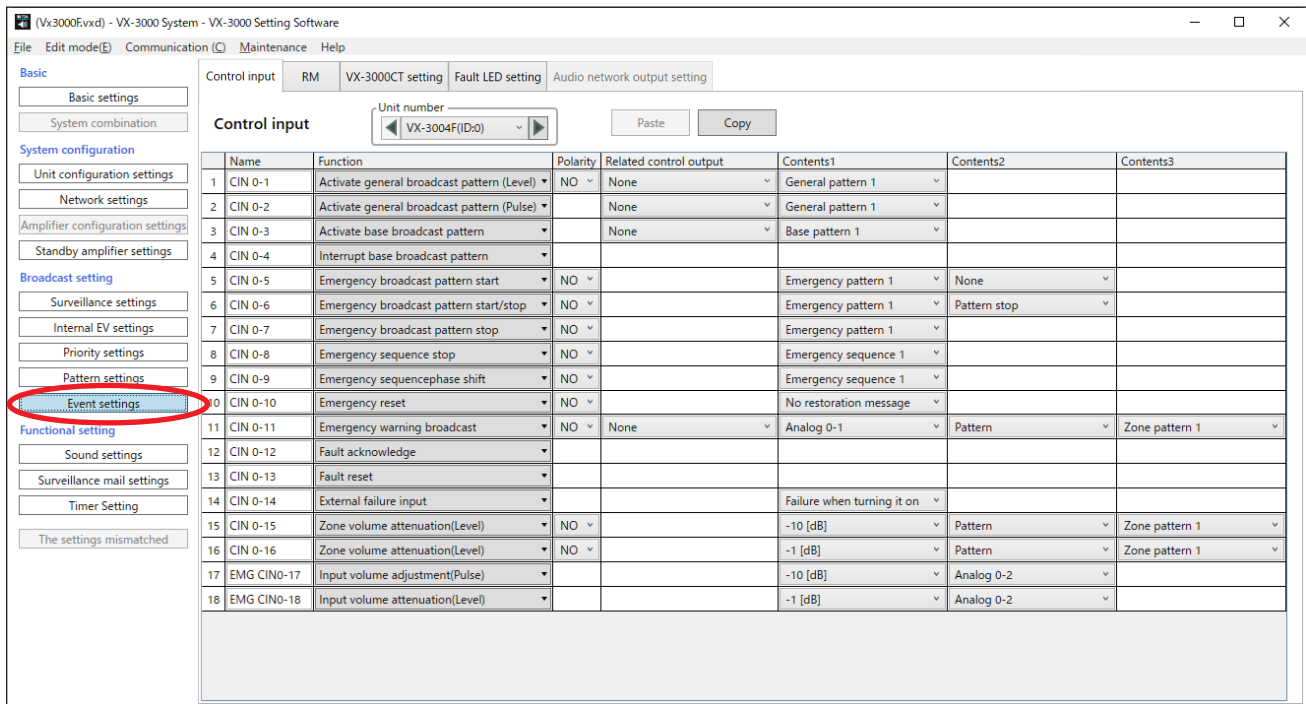 (Vx3000F.vxd) - VX-3000 System - VX-3000 Setting Software
File Edit mode(E) Communication (C) Maintenance Help
Basic
Basic settings
System combination
System configuration
Unit configuration settings
Network settings
Amplifier configuration settings
Standby amplifier settings
Broadcast setting
Surveillance settings
Internal EV settings
Priority settings
Pattern settings
Event settings
Functional setting
Sound settings
Surveillance mail settings
Timer Setting
The settings mismatched
Control input RM VX-3000CT setting Fault LED setting Audio network output setting
Control input
Unit number
VX-3004F(ID:0)
Paste Copy
Name Function Polarity Related control output Contents1 Contents2 Contents3
1 CIN 0-1 Activate general broadcast pattern (Level) NO None General pattern 1
2 CIN 0-2 Activate general broadcast pattern (Pulse) None General pattern 1
3 CIN 0-3 Activate base broadcast pattern None Base pattern 1
4 CIN 0-4 Interrupt base broadcast pattern
5 CIN 0-5 Emergency broadcast pattern start NO Emergency pattern 1 None
6 CIN 0-6 Emergency broadcast pattern start/stop NO Emergency pattern 1 Pattern stop
7 CIN 0-7 Emergency broadcast pattern stop NO Emergency pattern 1
8 CIN 0-8 Emergency sequence stop NO Emergency sequence 1
9 CIN 0-9 Emergency sequencephase shift NO Emergency sequence 1
10 CIN 0-10 Emergency reset NO No restoration message
11 CIN 0-11 Emergency warning broadcast NO None Analog 0-1 Pattern Zone pattern 1
12 CIN 0-12 Fault acknowledge
13 CIN 0-13 Fault reset
14 CIN 0-14 External failure input Failure when turning it on
15 CIN 0-15 Zone volume attenuation(Level) NO -10 [dB] Pattern Zone pattern 1
16 CIN 0-16 Zone volume attenuation(Level) NO -1 [dB] Pattern Zone pattern 1
17 EMG CIN0-17 Input volume adjustment(Pulse) -10 [dB] Analog 0-2
18 EMG CIN0-18 Input volume attenuation(Level) -1 [dB] Analog 0-2